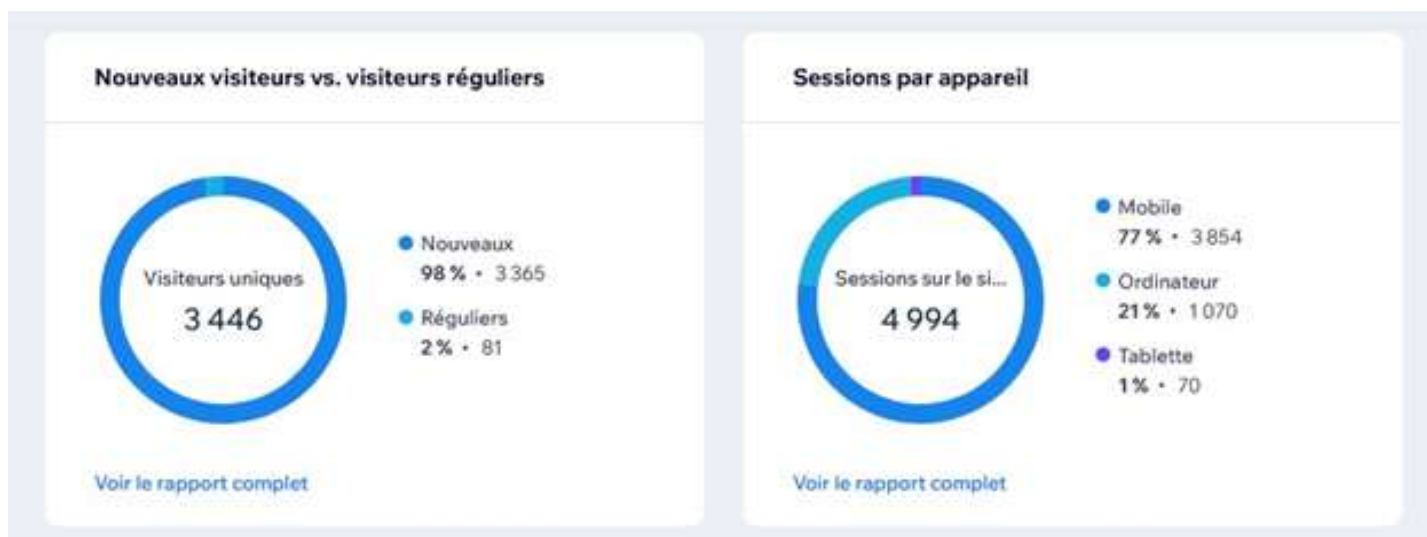 Nouveaux visiteurs vs. visiteurs réguliers
Visiteurs uniques
3 446
Nouveaux
98 % • 3 365
Réguliers
2 % • 81
Voir le rapport complet
Sessions par appareil
Sessions sur le si...
4 994
Mobile
77 % • 3 854
Ordinateur
21 % • 1 070
Tablette
1 % • 70
Voir le rapport complet